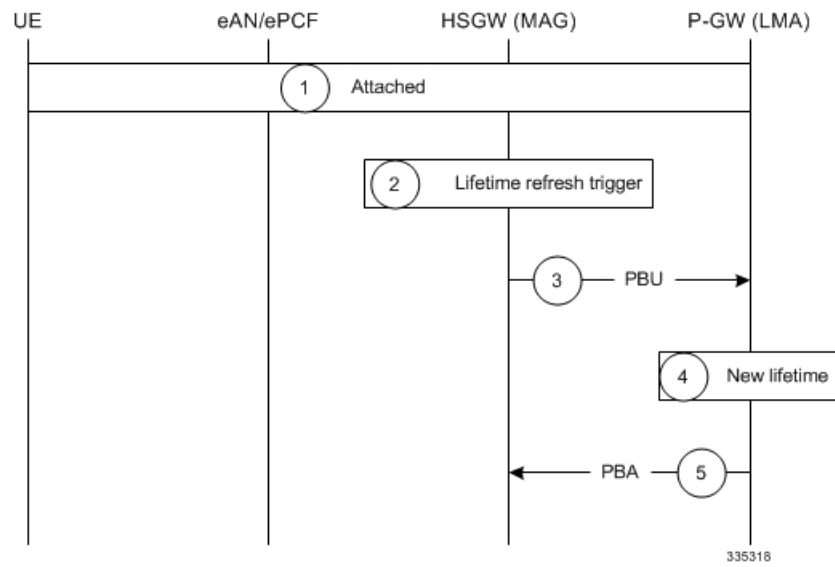 UE eAN/ePCF HSGW (MAG) P-GW (LMA)
1 Attached
2 Lifetime refresh trigger
3 PBU
4 New lifetime
PBA 5
335318